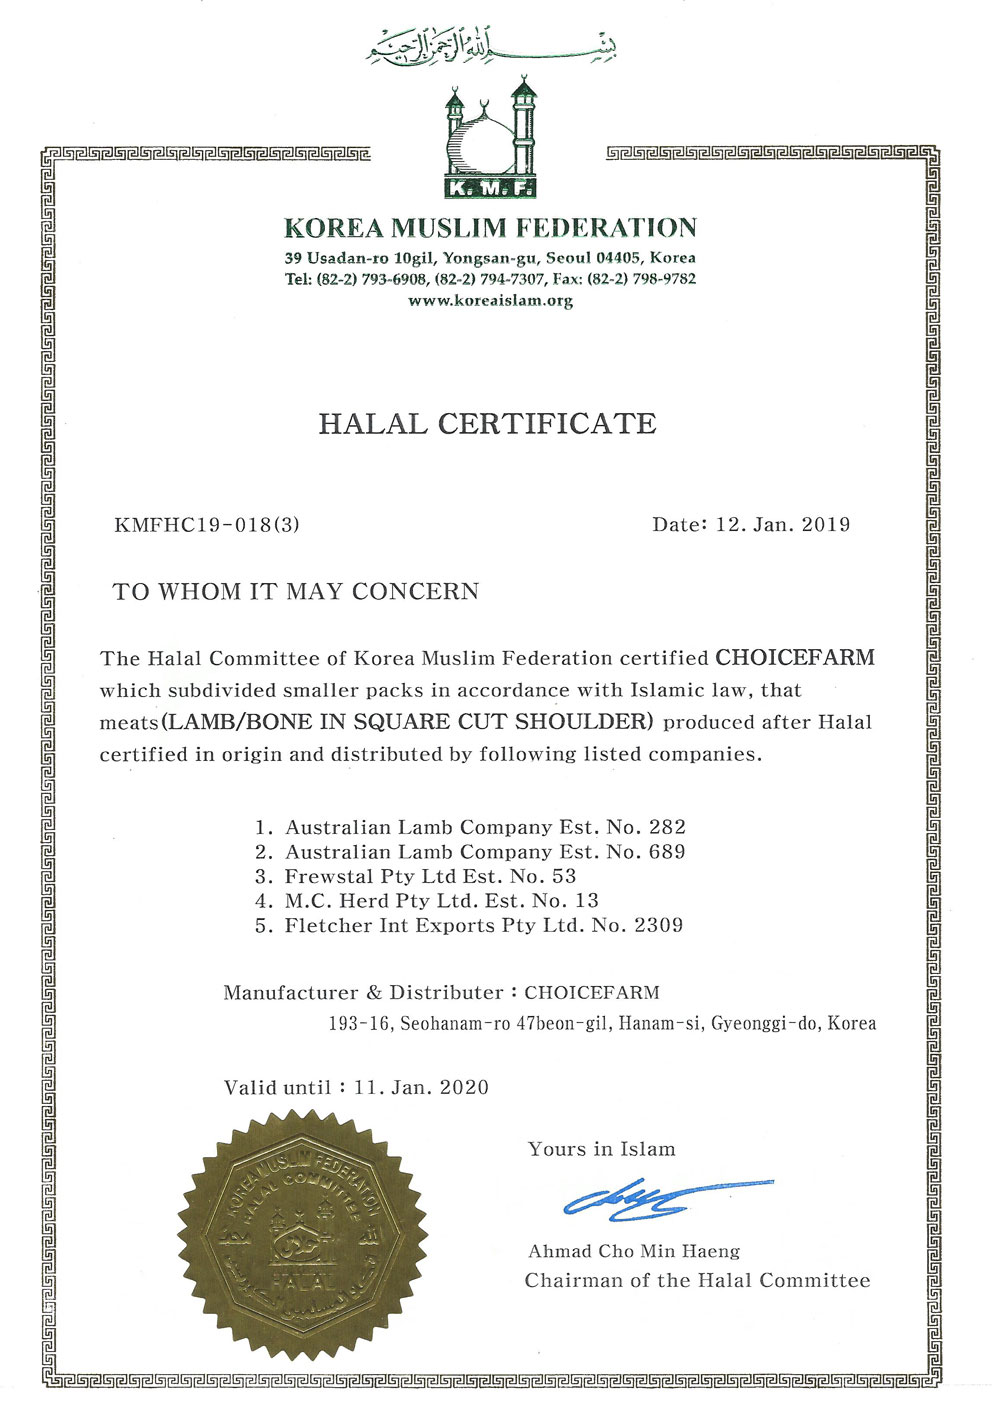 بسم الله الرحمن الرحيم
K. M. F.
KOREA MUSLIM FEDERATION
39 Usadan-ro 10gil, Yongsan-gu, Seoul 04405, Korea
Tel: (82-2) 793-6908, (82-2) 794-7307, Fax: (82-2) 798-9782
www.koreaislam.org
HALAL CERTIFICATE
KMFHC19-018(3)
Date: 12. Jan. 2019
TO WHOM IT MAY CONCERN
The Halal Committee of Korea Muslim Federation certified CHOICEFARM
which subdivided smaller packs in accordance with Islamic law, that
meats(LAMB/BONE IN SQUARE CUT SHOULDER) produced after Halal
certified in origin and distributed by following listed companies.
1. Australian Lamb Company Est. No. 282
2. Australian Lamb Company Est. No. 689
3. Frewstal Pty Ltd Est. No. 53
4. M.C. Herd Pty Ltd. Est. No. 13
5. Fletcher Int Exports Pty Ltd. No. 2309
Manufacturer & Distributer : CHOICEFARM
193-16, Seohanam-ro 47beon-gil, Hanam-si, Gyeonggi-do, Korea
Valid until : 11. Jan. 2020
KOREA MUSLIM FEDERATION
HALAL COMMITTEE
محمد
الله
حلال
HALAL
Yours in Islam
Ahmad Cho Min Haeng
Chairman of the Halal Committee